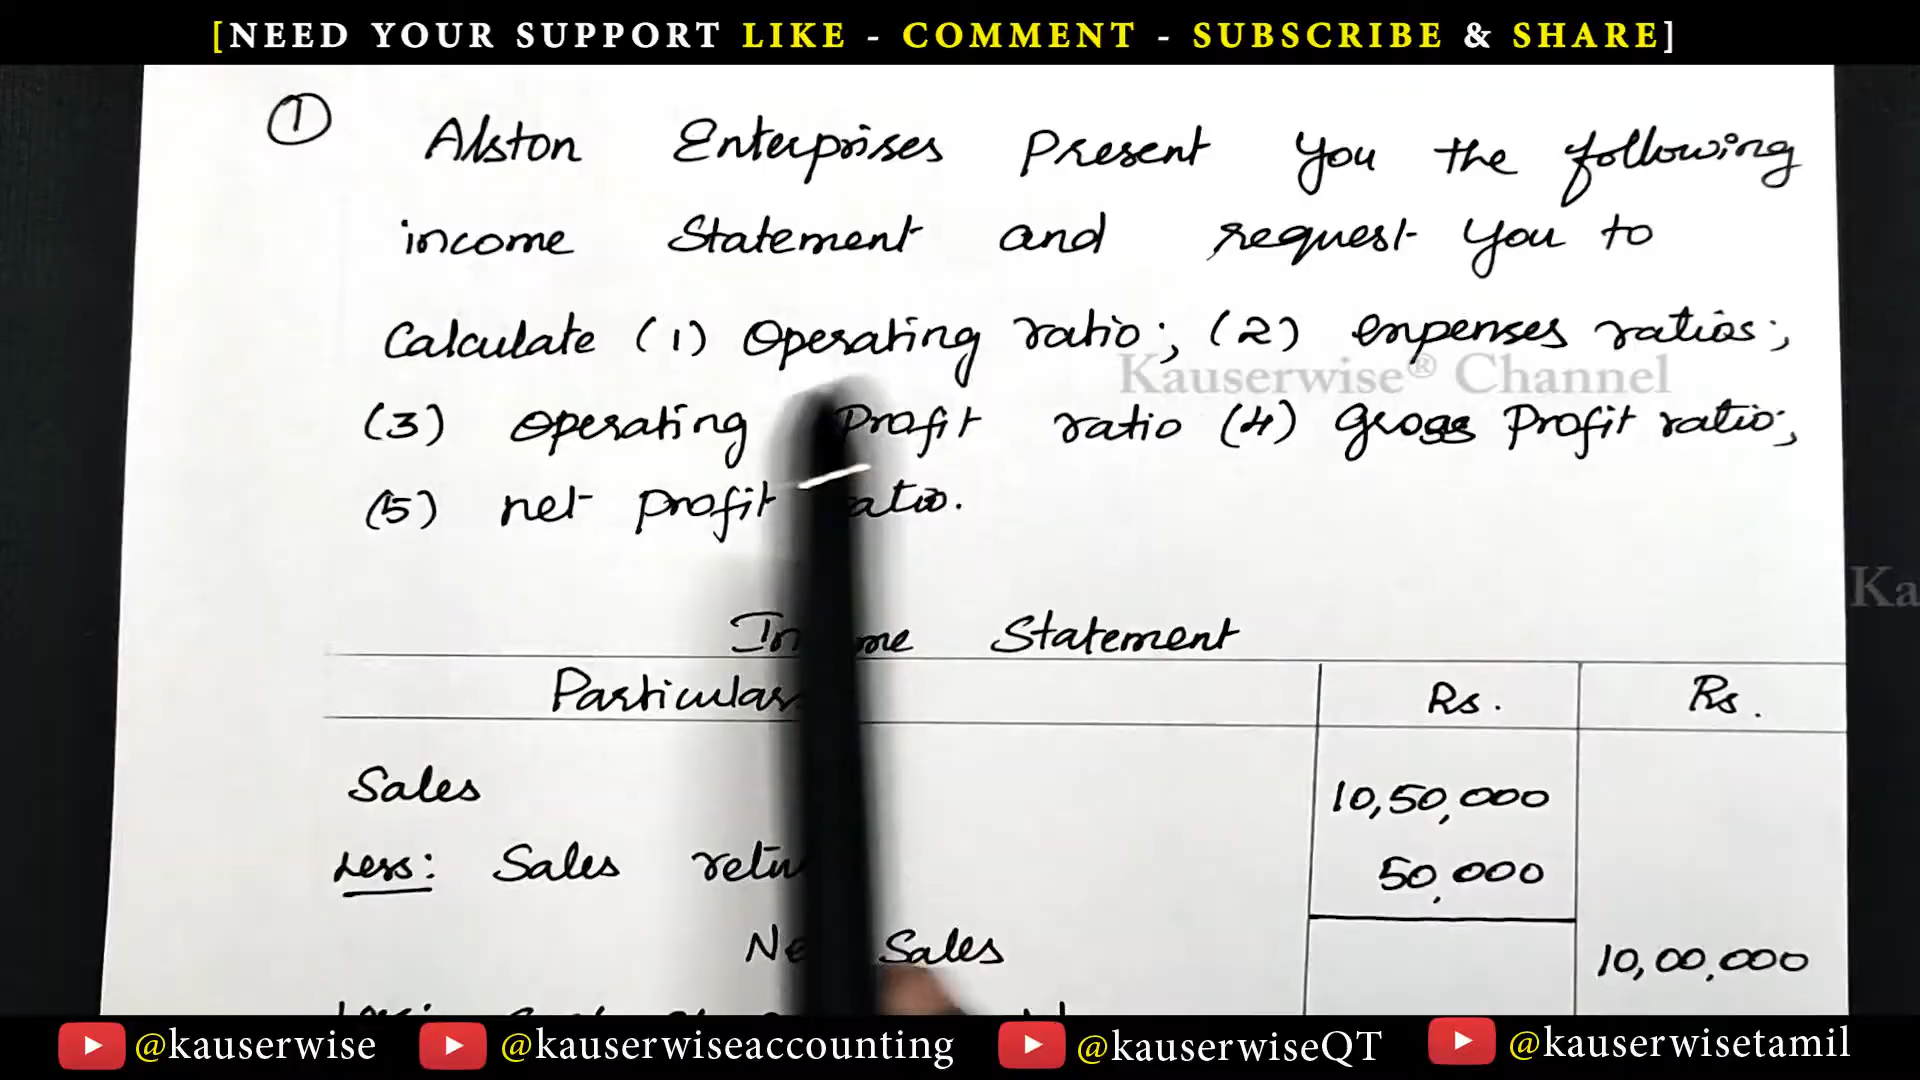 [NEED YOUR SUPPORT LIKE - COMMENT - SUBSCRIBE & SHARE]
① Alston Enterprises Present You the following
income Statement and request You to
Calculate (1) Operating ratio; (2) expenses ratios;
Kauserwise® Channel
(3) Operating Profit ratio (4) Gross Profit ratio;
(5) net Profit
Ka
Statement
Particulars Rs. Rs.
Sales 10,50,000
Less: Sales 50,000
Sales 10,00,000
@kauserwise @kauserwiseaccounting @kauserwiseQT @kauserwisetamil